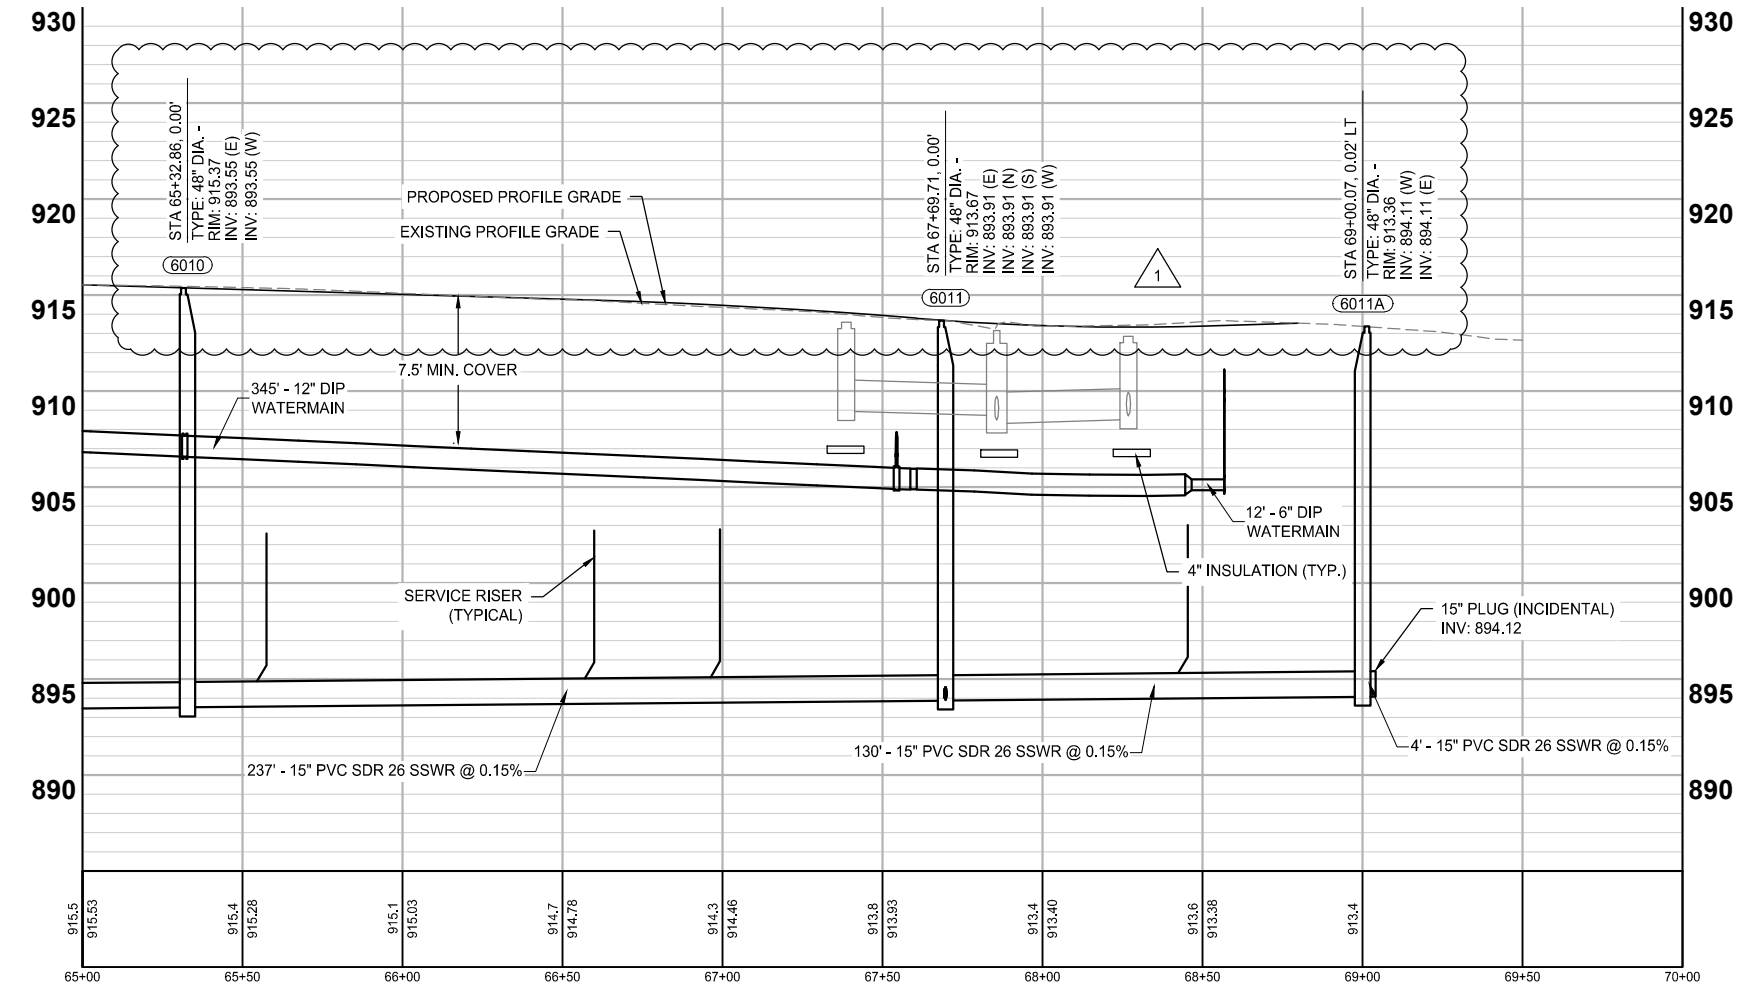 930
925
920
915
910
905
900
895
890
930
925
920
915
910
905
900
895
890
STA 65+32.86, 0.00'
TYPE: 48" DIA. -
RIM: 915.37
INV: 893.55 (E)
INV: 893.55 (W)
6010
PROPOSED PROFILE GRADE
EXISTING PROFILE GRADE
STA 67+69.71, 0.00'
TYPE: 48" DIA. -
RIM: 913.67
INV: 893.91 (E)
INV: 893.91 (N)
INV: 893.91 (S)
INV: 893.91 (W)
6011
1
STA 69+00.07, 0.02' LT
TYPE: 48" DIA. -
RIM: 913.36
INV: 894.11 (W)
INV: 894.11 (E)
6011A
7.5' MIN. COVER
345' - 12" DIP
WATERMAIN
12' - 6" DIP
WATERMAIN
4" INSULATION (TYP.)
SERVICE RISER
(TYPICAL)
15" PLUG (INCIDENTAL)
INV: 894.12
237' - 15" PVC SDR 26 SSWR @ 0.15%
130' - 15" PVC SDR 26 SSWR @ 0.15%
4' - 15" PVC SDR 26 SSWR @ 0.15%
915.5
915.53
915.4
915.28
915.1
915.03
914.7
914.78
914.3
914.46
913.8
913.93
913.4
913.40
913.6
913.38
913.4
65+00
65+50
66+00
66+50
67+00
67+50
68+00
68+50
69+00
69+50
70+00